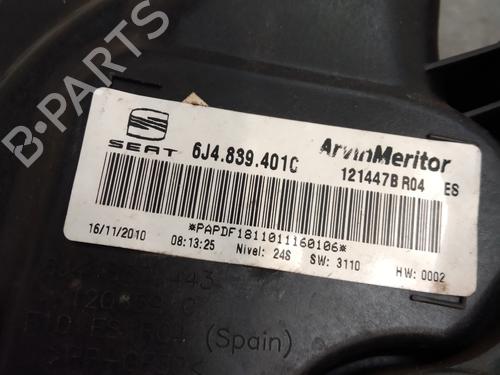 B-PARTS
SEAT
6J4.839.401C
ArvinMeritor
121447B R04 ES
*PAPDF1811011160106*
16/11/2010 08:13:25 Nivel: 24S SW: 3110 HW: 0002
(Spain)